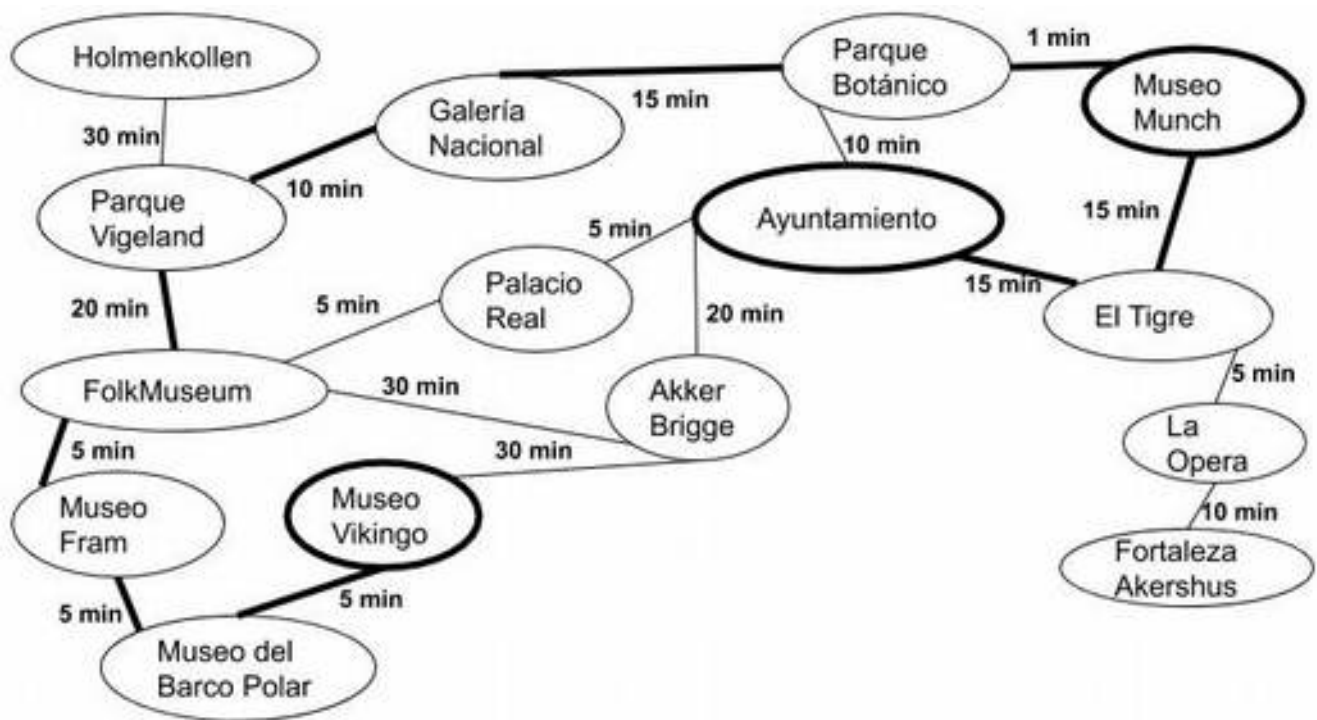 Holmenkollen
30 min
Parque
Vigeland
10 min
Galería
Nacional
15 min
Parque
Botánico
1 min
Museo
Munch
10 min
15 min
Ayuntamiento
5 min
15 min
El Tigre
Palacio
Real
5 min
20 min
20 min
FolkMuseum
30 min
Akker
Brigge
5 min
30 min
5 min
La
Opera
10 min
Museo
Fram
Museo
Vikingo
5 min
5 min
Fortaleza
Akershus
Museo del
Barco Polar